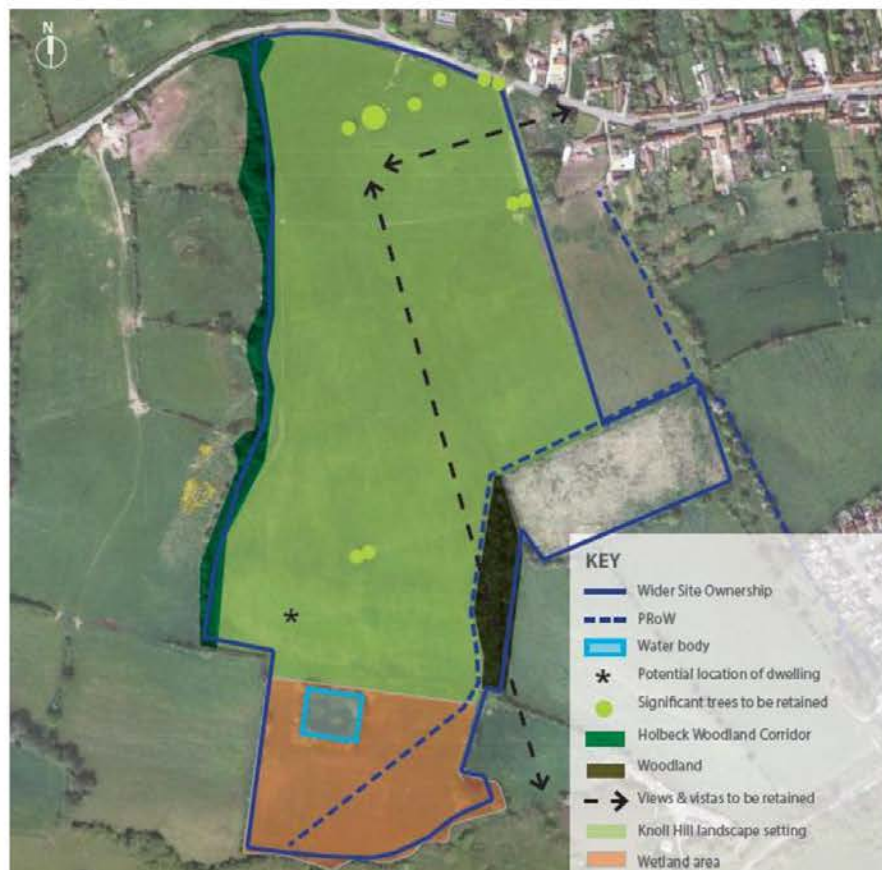 N
KEY
Wider Site Ownership
PRoW
Water body
Potential location of dwelling
Significant trees to be retained
Holbeck Woodland Corridor
Woodland
Views & vistas to be retained
Knoll Hill landscape setting
Wetland area